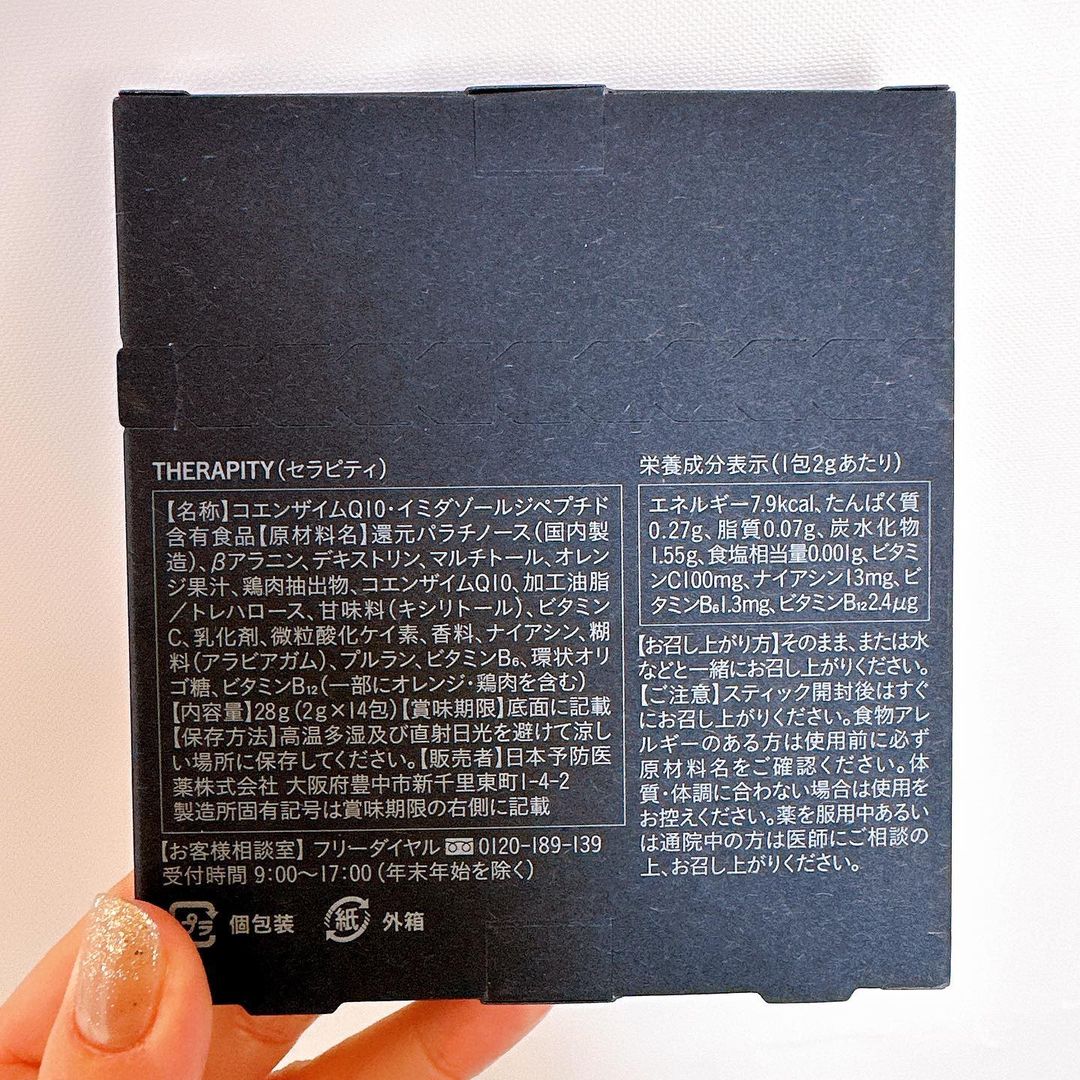 THERAPITY(セラピティ)
【名称】コエンザイムQ10・イミダゾールジペプチド
含有食品【原材料名】還元パラチノース(国内製
造)、βアラニン、デキストリン、マルチトール、オレン
ジ果汁、鶏肉抽出物、コエンザイムQ10、加工油脂
/トレハロース、甘味料(キシリトール)、ビタミン
C、乳化剤、微粒酸化ケイ素、香料、ナイアシン、糊
料(アラビアガム)、プルラン、ビタミンB₆、環状オリ
ゴ糖、ビタミンB₁₂(一部にオレンジ・鶏肉を含む)
【内容量】28g(2g×14包)【賞味期限】底面に記載
【保存方法】高温多湿及び直射日光を避けて涼し
い場所に保存してください。【販売者】日本予防医
薬株式会社 大阪府豊中市新千里東町1-4-2
製造所固有記号は賞味期限の右側に記載
【お客様相談室】フリーダイヤル 0120-189-139
受付時間 9:00〜17:00(年末年始を除く)
プラ 個包装 紙 外箱
栄養成分表示(1包2gあたり)
エネルギー7.9kcal、たんぱく質
0.27g、脂質0.07g、炭水化物
1.55g、食塩相当量0.001g、ビタミ
ンC100mg、ナイアシン13mg、ビ
タミンB₆1.3mg、ビタミンB₁₂2.4μg
【お召し上がり方】そのまま、または水
などと一緒にお召し上がりください。
【ご注意】スティック開封後はすぐ
にお召し上がりください。食物アレ
ルギーのある方は使用前に必ず
原材料名をご確認ください。体
質・体調に合わない場合は使用を
お控えください。薬を服用中あるい
は通院中の方は医師にご相談の
上、お召し上がりください。